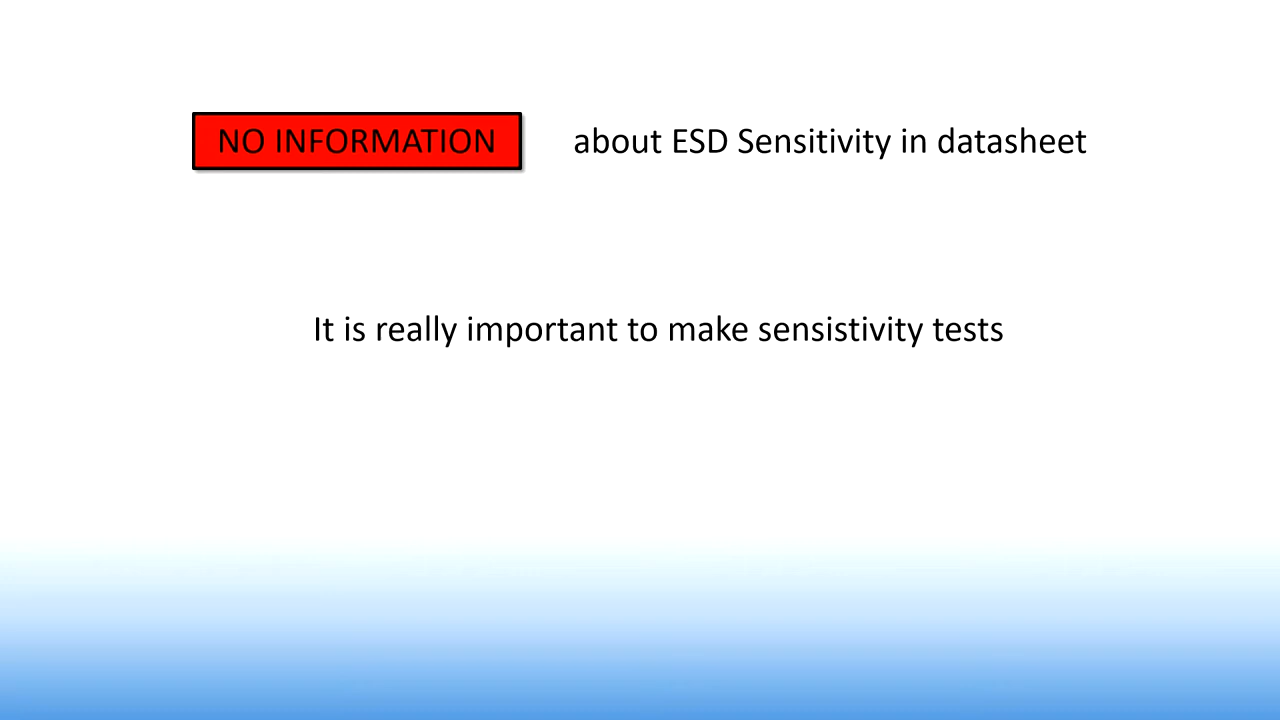 NO INFORMATION about ESD Sensitivity in datasheet
It is really important to make sensistivity tests